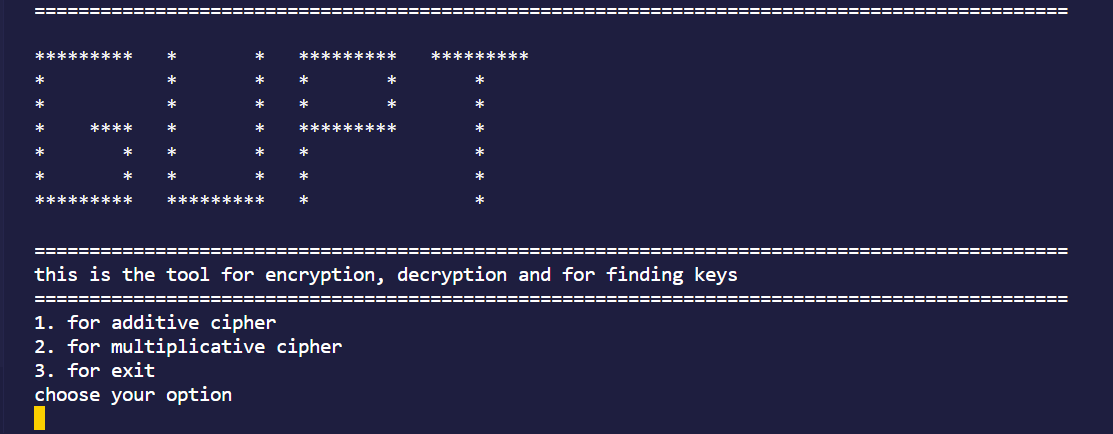 ==============================================================================================
*********   *       *   *********   *********
*           *       *   *       *       *
*           *       *   *       *       *
*    ****   *       *   *********       *
*       *   *       *   *               *
*       *   *       *   *               *
*********   *********   *               *
==============================================================================================
this is the tool for encryption, decryption and for finding keys
==============================================================================================
1. for additive cipher
2. for multiplicative cipher
3. for exit
choose your option